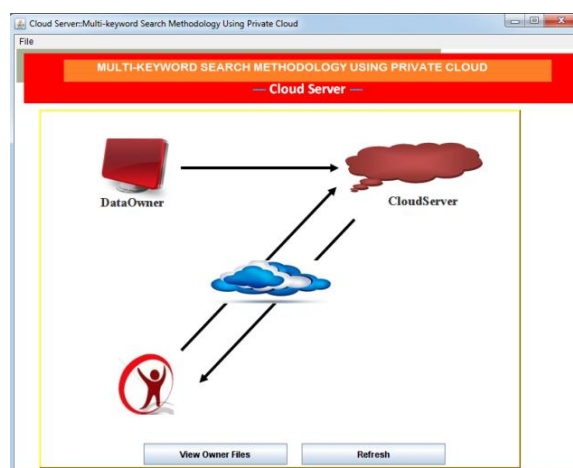 Cloud Server::Multi-keyword Search Methodology Using Private Cloud
File
MULTI-KEYWORD SEARCH METHODOLOGY USING PRIVATE CLOUD
---- Cloud Server ----
DataOwner
CloudServer
View Owner Files
Refresh